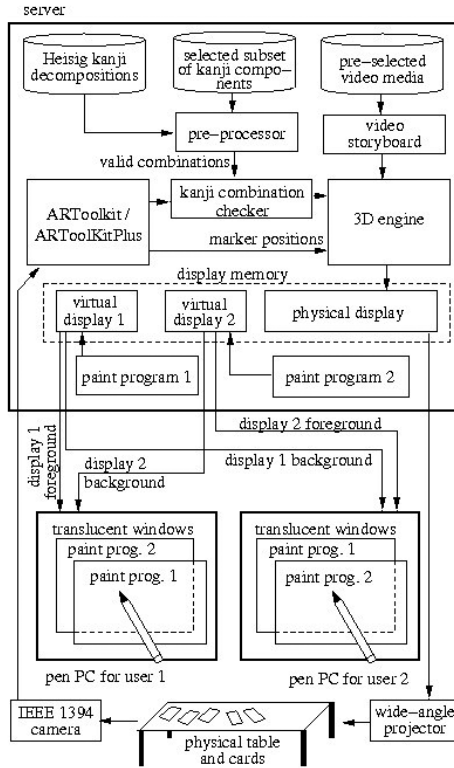 server
Heisig kanji
decompositions
selected subset
of kanji compo–
nents
pre–selected
video media
pre–processor
video
storyboard
valid combinations
ARToolkit /
ARToolKitPlus
kanji combination
checker
3D engine
marker positions
display memory
virtual
display 1
virtual
display 2
physical display
paint program 1
paint program 2
display 1
foreground
display 2
background
display 2 foreground
display 1 background
translucent windows
paint prog. 2
paint prog. 1
translucent windows
paint prog. 1
paint prog. 2
pen PC for user 1
pen PC for user 2
IEEE 1394
camera
physical table
and cards
wide–angle
projector